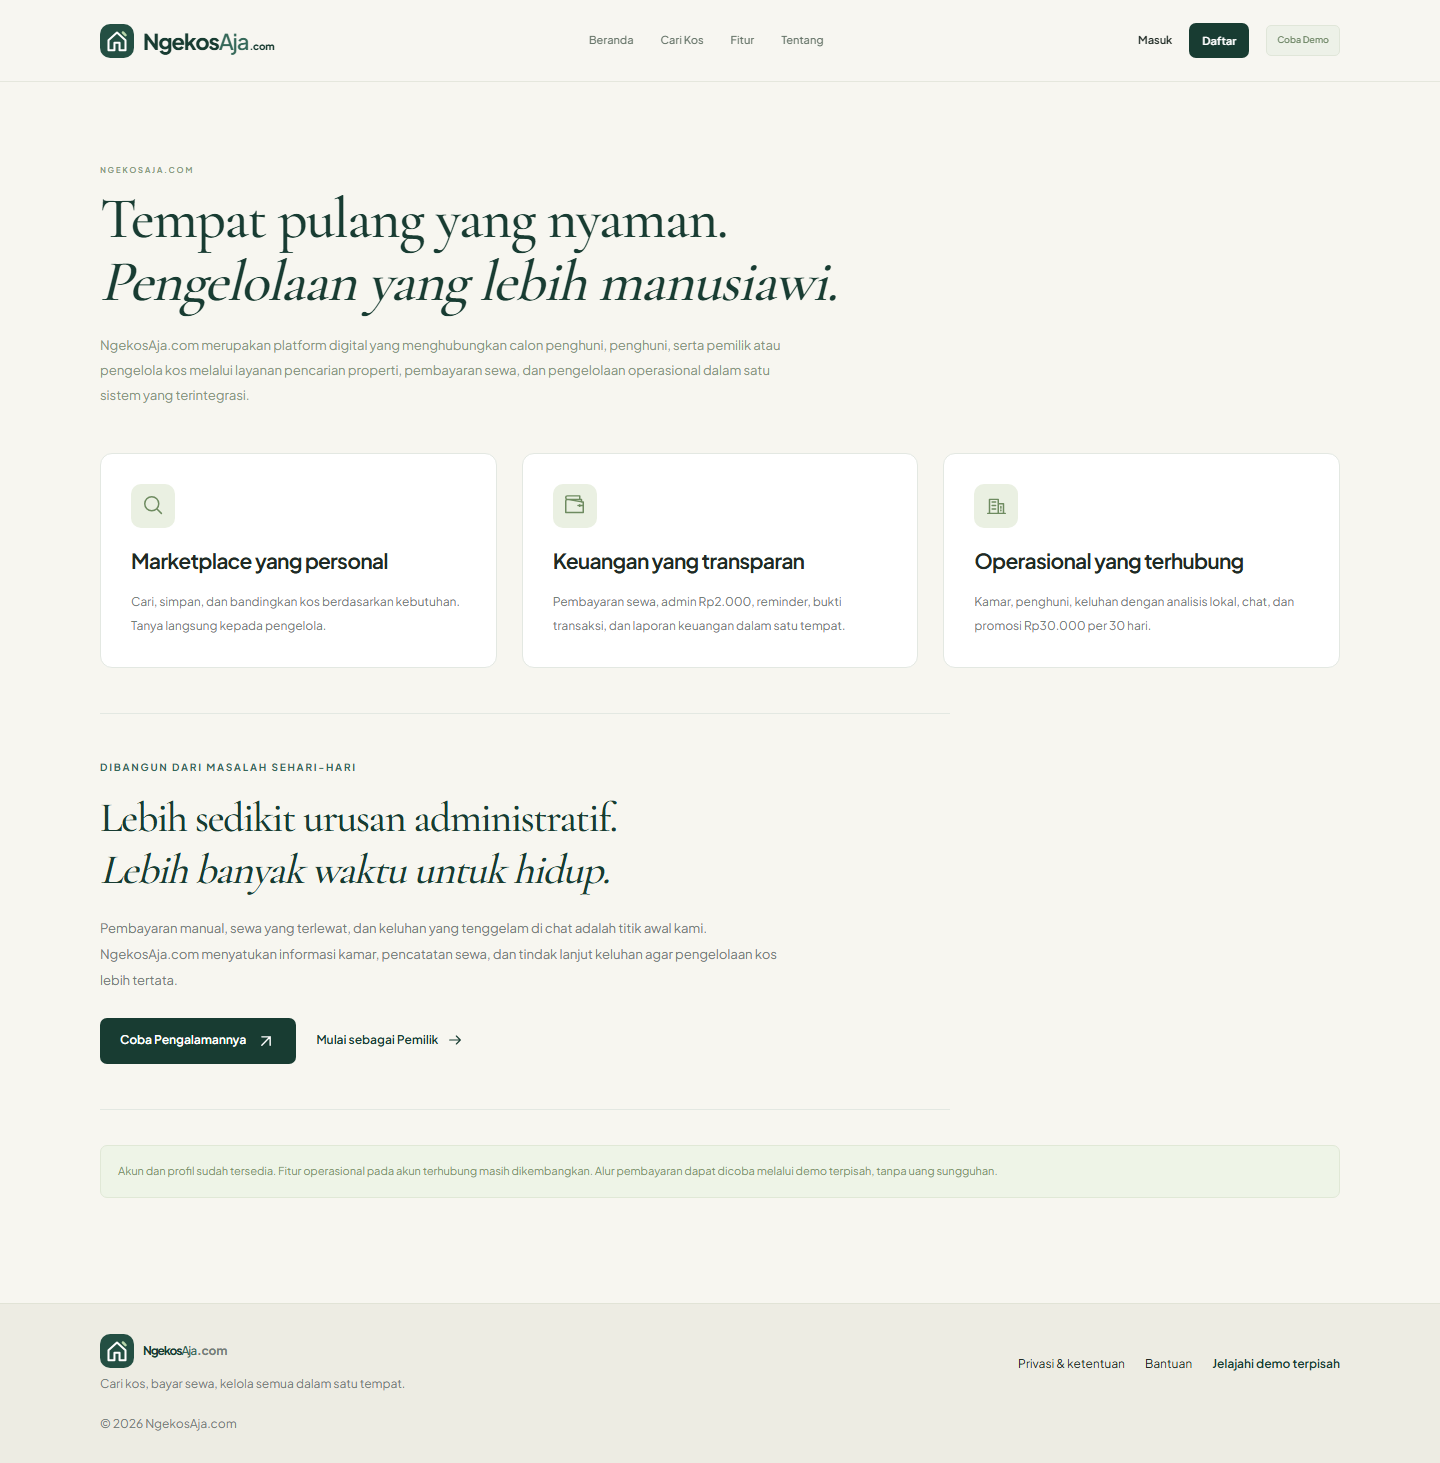 NgekosAja.com
Beranda
Cari Kos
Fitur
Tentang
Masuk
Daftar
Coba Demo
NGEKOSAJA.COM
Tempat pulang yang nyaman.
Pengelolaan yang lebih manusiawi.
NgekosAja.com merupakan platform digital yang menghubungkan calon penghuni, penghuni, serta pemilik atau
pengelola kos melalui layanan pencarian properti, pembayaran sewa, dan pengelolaan operasional dalam satu
sistem yang terintegrasi.
Marketplace yang personal
Cari, simpan, dan bandingkan kos berdasarkan kebutuhan.
Tanya langsung kepada pengelola.
Keuangan yang transparan
Pembayaran sewa, admin Rp2.000, reminder, bukti
transaksi, dan laporan keuangan dalam satu tempat.
Operasional yang terhubung
Kamar, penghuni, keluhan dengan analisis lokal, chat, dan
promosi Rp30.000 per 30 hari.
DIBANGUN DARI MASALAH SEHARI-HARI
Lebih sedikit urusan administratif.
Lebih banyak waktu untuk hidup.
Pembayaran manual, sewa yang terlewat, dan keluhan yang tenggelam di chat adalah titik awal kami.
NgekosAja.com menyatukan informasi kamar, pencatatan sewa, dan tindak lanjut keluhan agar pengelolaan kos
lebih tertata.
Coba Pengalamannya
Mulai sebagai Pemilik
Akun dan profil sudah tersedia. Fitur operasional pada akun terhubung masih dikembangkan. Alur pembayaran dapat dicoba melalui demo terpisah, tanpa uang sungguhan.
NgekosAja.com
Cari kos, bayar sewa, kelola semua dalam satu tempat.
© 2026 NgekosAja.com
Privasi & ketentuan
Bantuan
Jelajahi demo terpisah